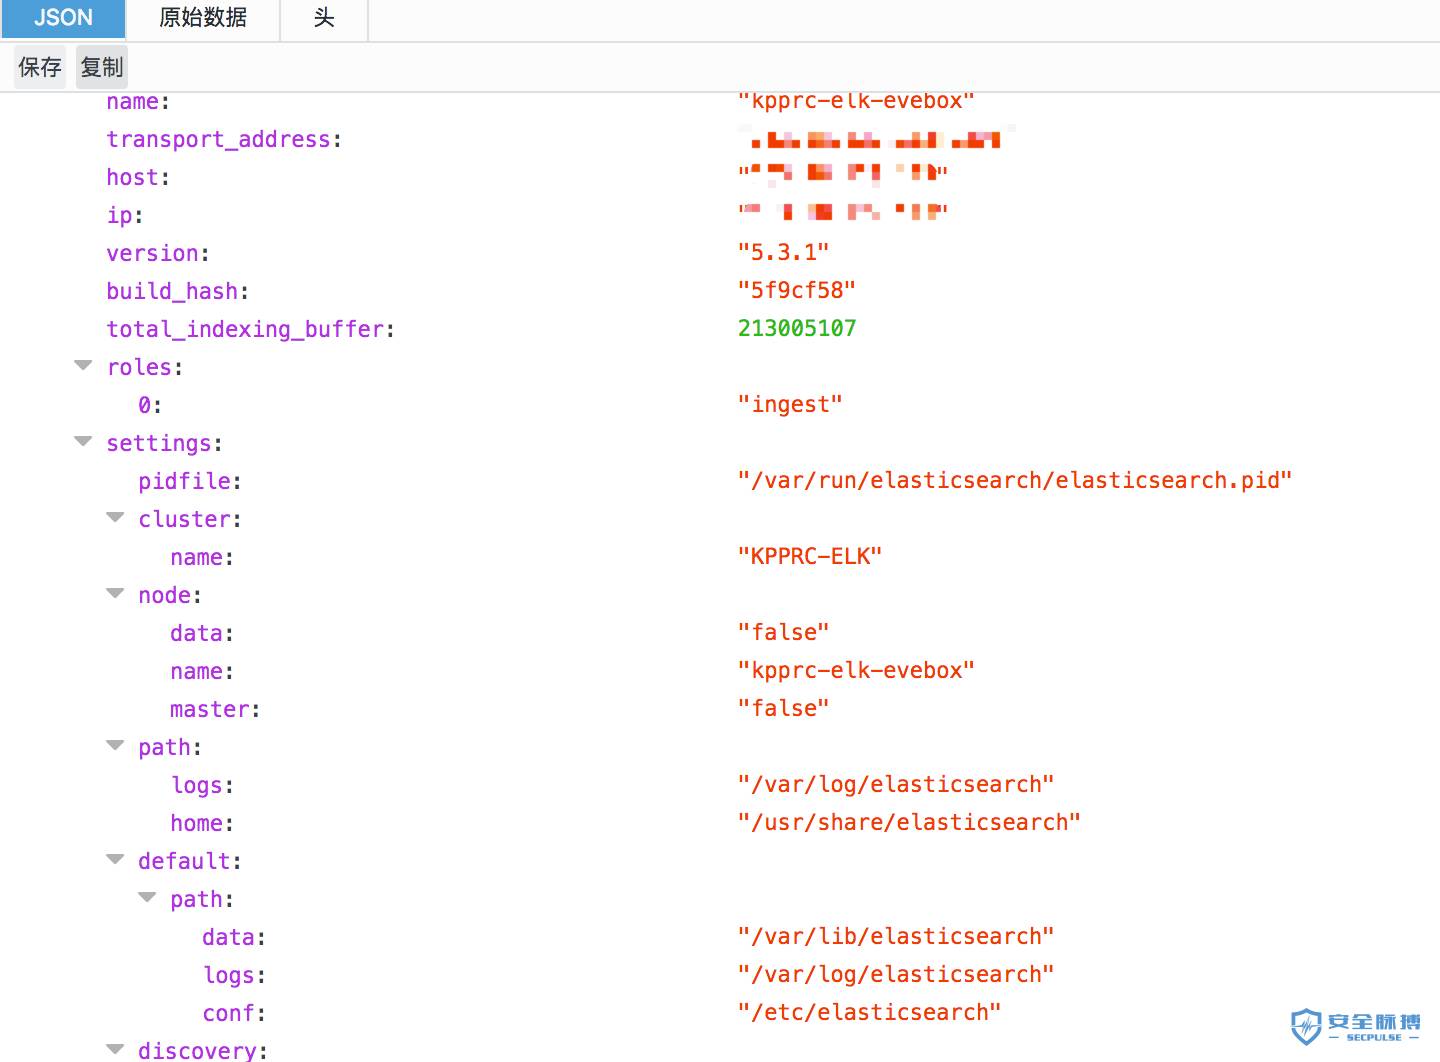 JSON 原始数据 头
保存 复制
name: "kpprc-elk-evebox"
transport_address:
host:
ip:
version: "5.3.1"
build_hash: "5f9cf58"
total_indexing_buffer: 213005107
roles:
0: "ingest"
settings:
pidfile: "/var/run/elasticsearch/elasticsearch.pid"
cluster:
name: "KPPRC-ELK"
node:
data: "false"
name: "kpprc-elk-evebox"
master: "false"
path:
logs: "/var/log/elasticsearch"
home: "/usr/share/elasticsearch"
default:
path:
data: "/var/lib/elasticsearch"
logs: "/var/log/elasticsearch"
conf: "/etc/elasticsearch"
discovery:
安全脉搏
SECPULSE